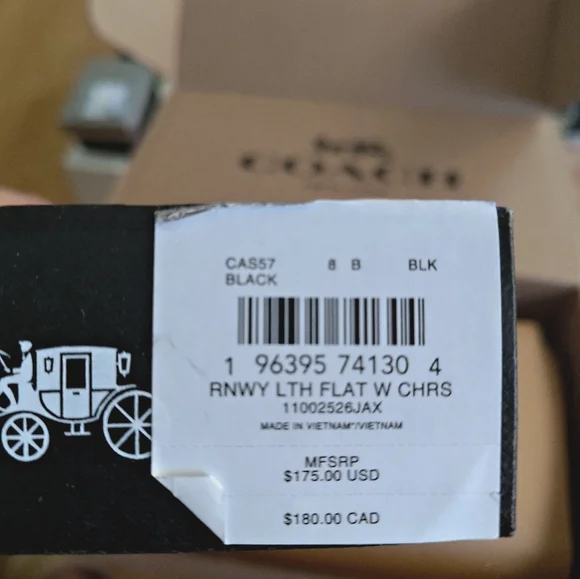 COACH
CAS57 8 B BLK
BLACK
1 96395 74130 4
RNWY LTH FLAT W CHRS
11002526JAX
MADE IN VIETNAM*/VIETNAM
MFSRP
$175.00 USD
$180.00 CAD